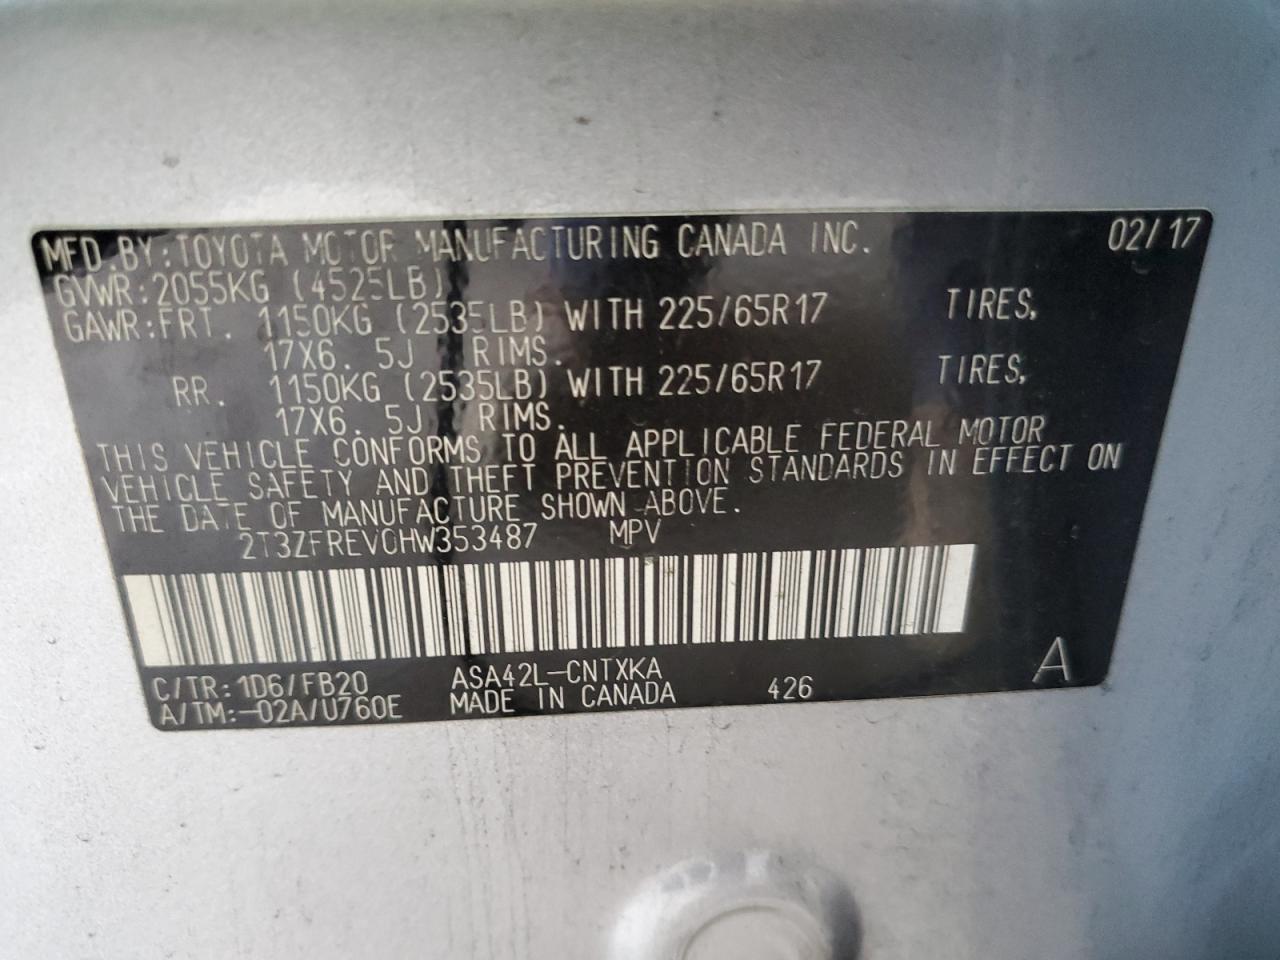 MFD. BY: TOYOTA MOTOR MANUFACTURING CANADA INC. 02/17
GVWR: 2055KG (4525LB)
GAWR: FRT. 1150KG (2535LB) WITH 225/65R17 TIRES,
17X6. 5J RIMS.
RR. 1150KG (2535LB) WITH 225/65R17 TIRES,
17X6. 5J RIMS.
THIS VEHICLE CONFORMS TO ALL APPLICABLE FEDERAL MOTOR
VEHICLE SAFETY AND THEFT PREVENTION STANDARDS IN EFFECT ON
THE DATE OF MANUFACTURE SHOWN ABOVE.
2T3ZFREV0HW353487 MPV
C/TR: 1D6/FB20 ASA42L-CNTXKA
A/TM: -02A/U760E MADE IN CANADA 426 A